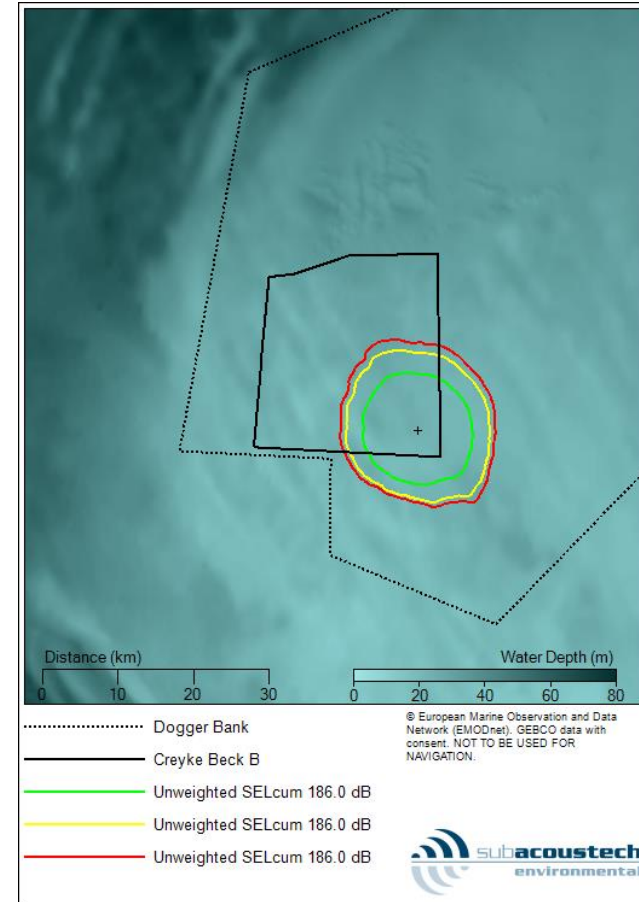 Distance (km)
0 10 20 30
Water Depth (m)
0 20 40 60 80
Dogger Bank
Creyke Beck B
Unweighted SELcum 186.0 dB
Unweighted SELcum 186.0 dB
Unweighted SELcum 186.0 dB
© European Marine Observation and Data
Network (EMODnet). GEBCO data with
consent. NOT TO BE USED FOR
NAVIGATION.
subacoustech
environmental